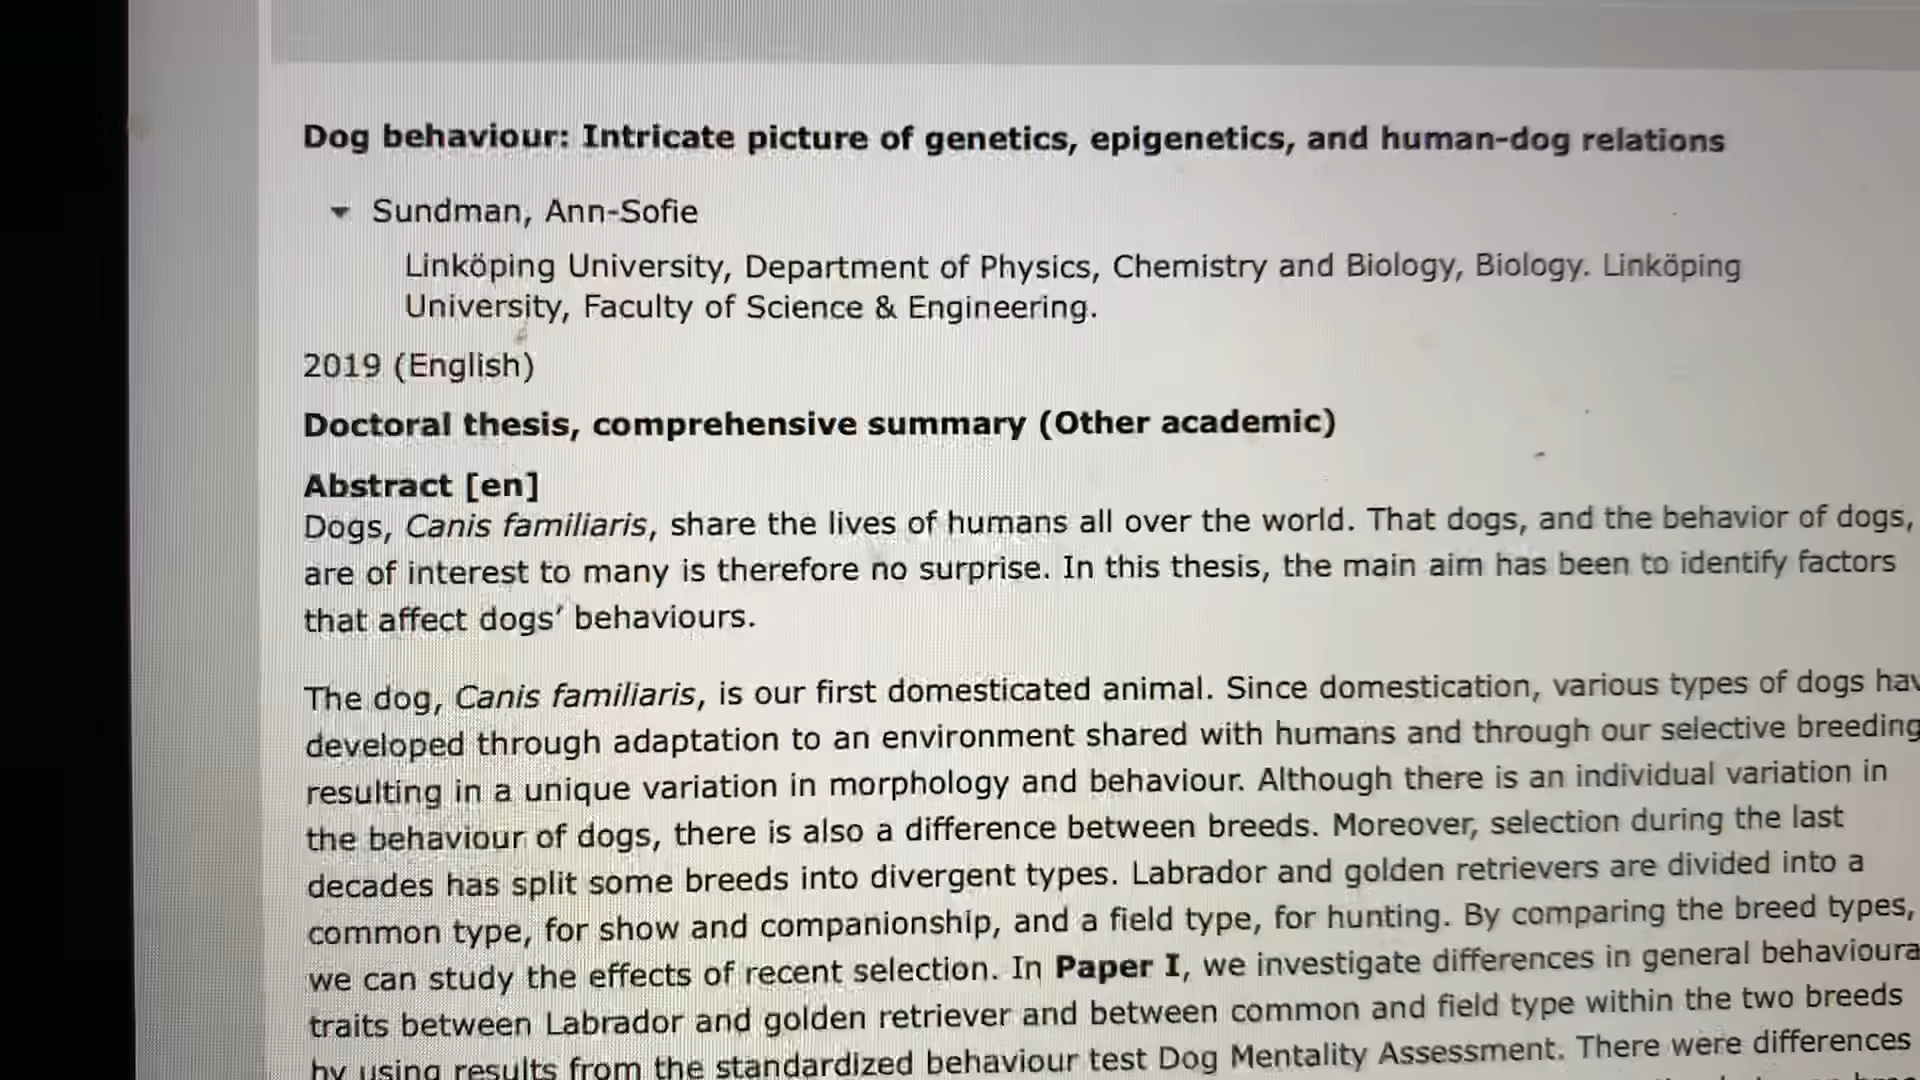 Dog behaviour: Intricate picture of genetics, epigenetics, and human-dog relations
Sundman, Ann-Sofie
Linköping University, Department of Physics, Chemistry and Biology, Biology. Linköping
University, Faculty of Science & Engineering.
2019 (English)
Doctoral thesis, comprehensive summary (Other academic)
Abstract [en]
Dogs, Canis familiaris, share the lives of humans all over the world. That dogs, and the behavior of dogs,
are of interest to many is therefore no surprise. In this thesis, the main aim has been to identify factors
that affect dogs’ behaviours.
The dog, Canis familiaris, is our first domesticated animal. Since domestication, various types of dogs hav
developed through adaptation to an environment shared with humans and through our selective breeding
resulting in a unique variation in morphology and behaviour. Although there is an individual variation in
the behaviour of dogs, there is also a difference between breeds. Moreover, selection during the last
decades has split some breeds into divergent types. Labrador and golden retrievers are divided into a
common type, for show and companionship, and a field type, for hunting. By comparing the breed types,
we can study the effects of recent selection. In Paper I, we investigate differences in general behavioura
traits between Labrador and golden retriever and between common and field type within the two breeds
by using results from the standardized behaviour test Dog Mentality Assessment. There were differences